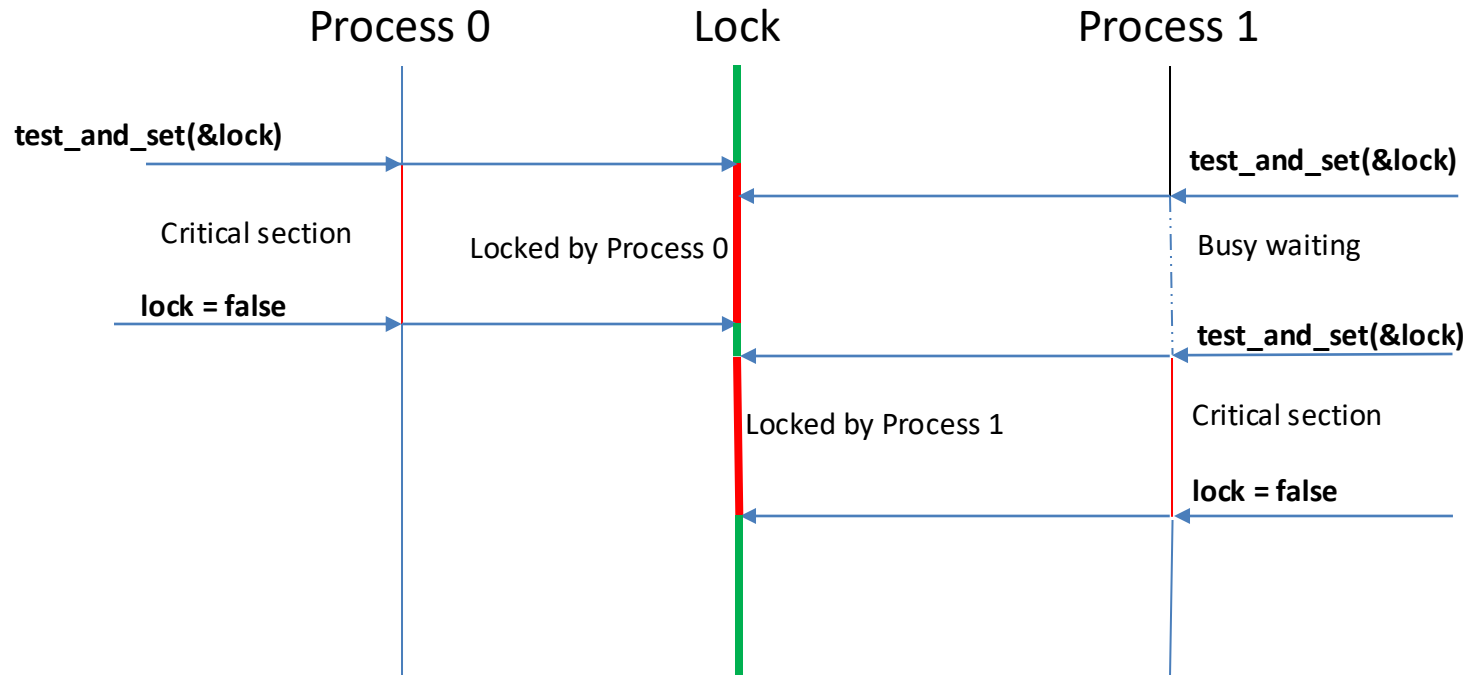 Process 0
Lock
Process 1
test_and_set(&lock)
test_and_set(&lock)
Critical section
Locked by Process 0
Busy waiting
lock = false
test_and_set(&lock)
Locked by Process 1
Critical section
lock = false